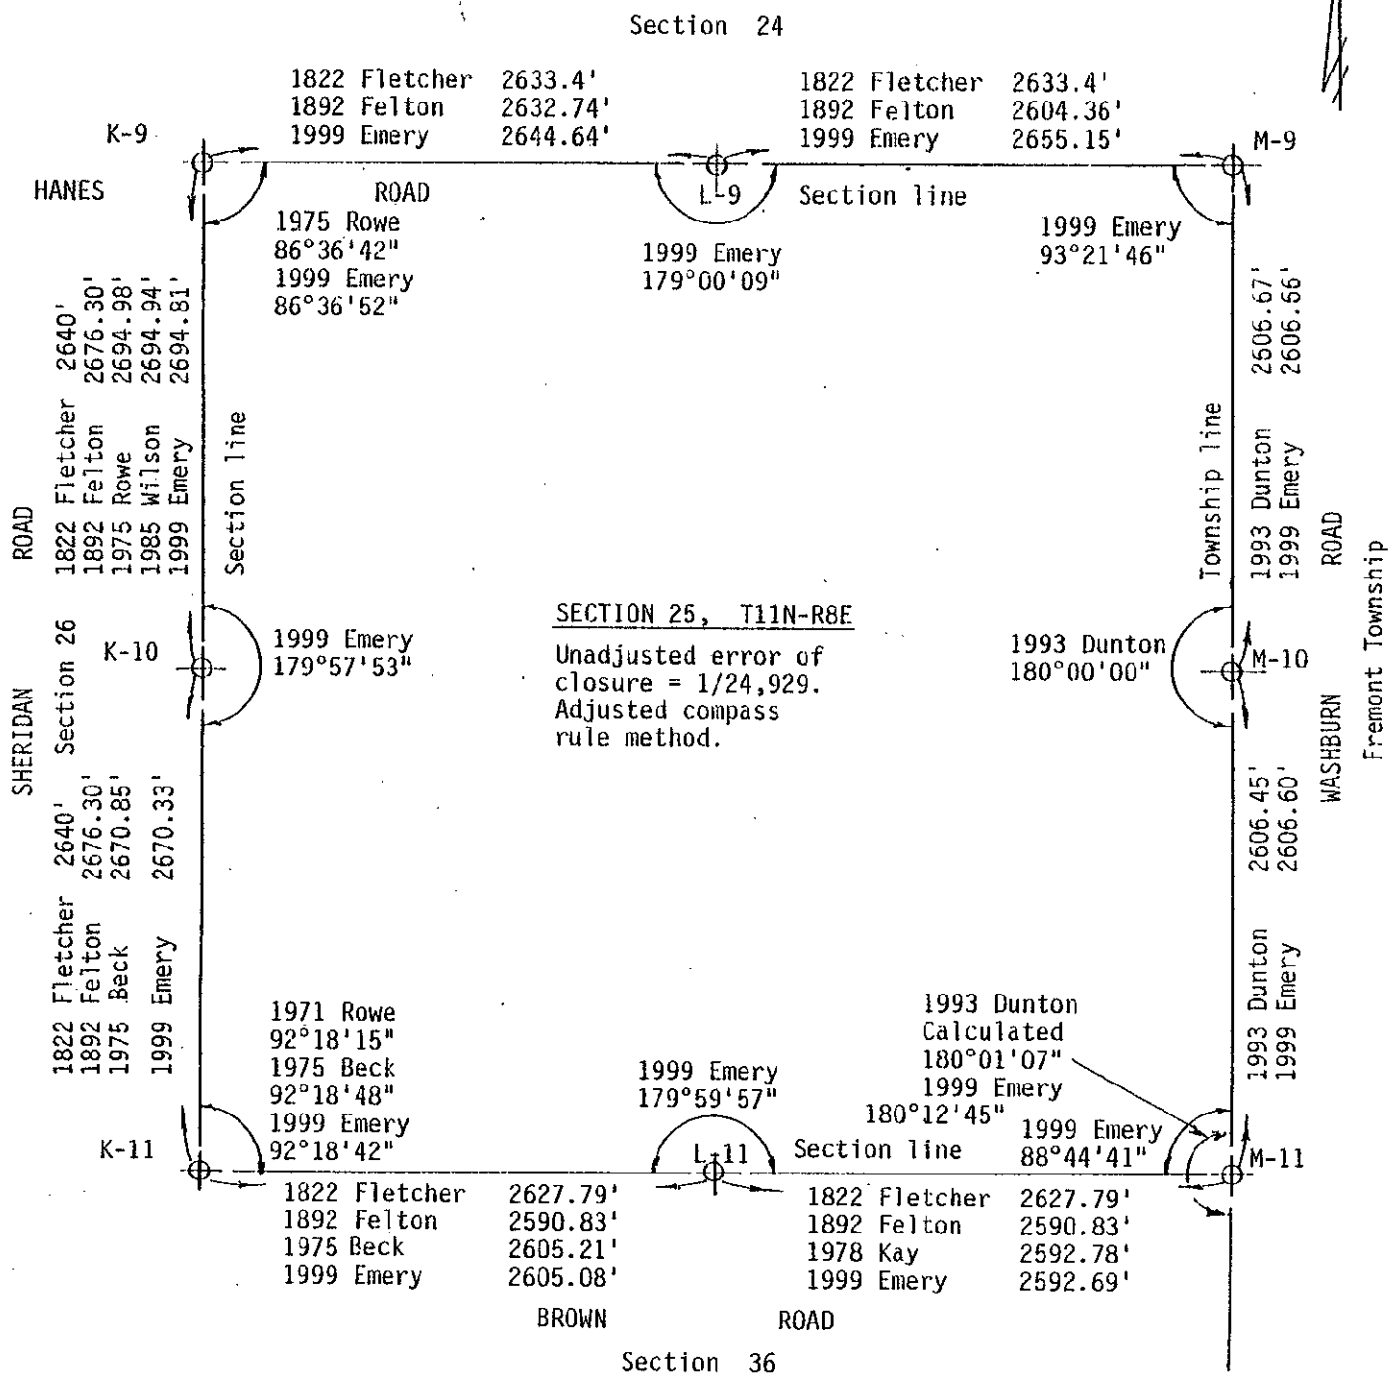 Section 24
1822 Fletcher 2633.4'
1892 Felton 2632.74'
1999 Emery 2644.64'
1822 Fletcher 2633.4'
1892 Felton 2604.36'
1999 Emery 2655.15'
K-9
M-9
HANES
ROAD
L-9
Section line
1975 Rowe
86°36'42"
1999 Emery
86°36'52"
1999 Emery
179°00'09"
1999 Emery
93°21'46"
1822 Fletcher 2640'
1892 Felton 2676.30'
1975 Rowe 2694.98'
1985 Wilson 2694.94'
1999 Emery 2694.81'
Section line
Township line
1993 Dunton 2606.67'
1999 Emery 2606.56'
SHERIDAN ROAD
Section 26
K-10
1999 Emery
179°57'53"
SECTION 25, T11N-R8E
Unadjusted error of
closure = 1/24,929.
Adjusted compass
rule method.
1993 Dunton
180°00'00"
M-10
WASHBURN ROAD
Fremont Township
1822 Fletcher 2640'
1892 Felton 2676.30'
1975 Beck 2670.85'
1999 Emery 2670.33'
1993 Dunton 2606.45'
1999 Emery 2606.60'
1971 Rowe
92°18'15"
1975 Beck
92°18'48"
1999 Emery
92°18'42"
1999 Emery
179°59'57"
1993 Dunton
Calculated
180°01'07"
1999 Emery
180°12'45"
1999 Emery
88°44'41"
K-11
L-11
Section line
M-11
1822 Fletcher 2627.79'
1892 Felton 2590.83'
1975 Beck 2605.21'
1999 Emery 2605.08'
1822 Fletcher 2627.79'
1892 Felton 2590.83'
1978 Kay 2592.78'
1999 Emery 2592.69'
BROWN ROAD
Section 36